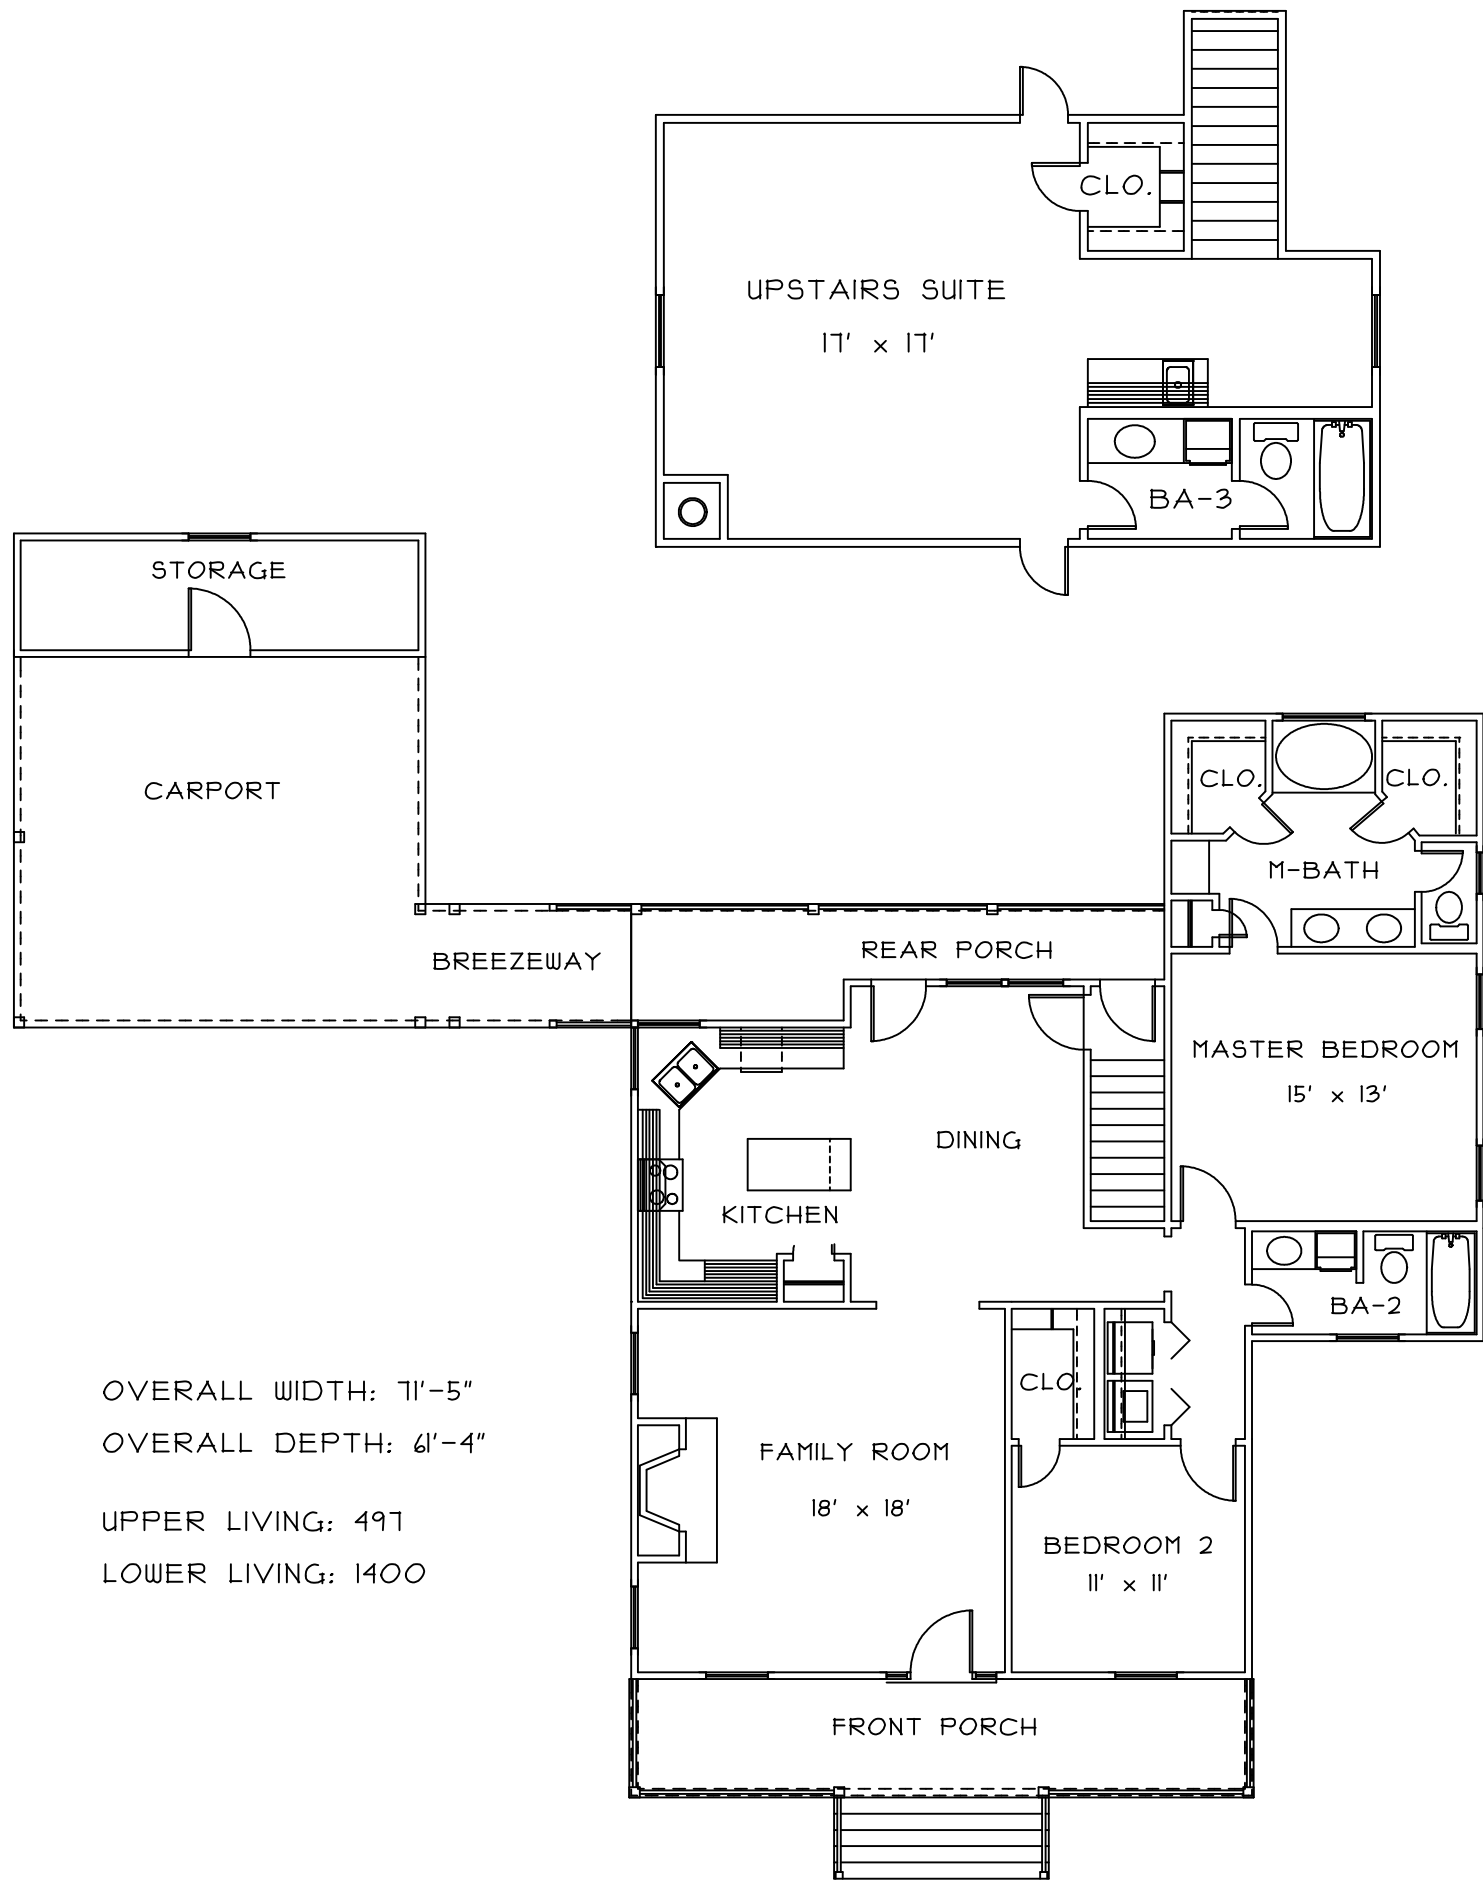 CLO.
UPSTAIRS SUITE
17' x 17'
BA-3
STORAGE
CARPORT
CLO.
CLO.
M-BATH
BREEZEWAY
REAR PORCH
MASTER BEDROOM
15' x 13'
DINING
KITCHEN
BA-2
CLO.
OVERALL WIDTH: 71'-5"
OVERALL DEPTH: 61'-4"
FAMILY ROOM
18' x 18'
UPPER LIVING: 497
LOWER LIVING: 1400
BEDROOM 2
11' x 11'
FRONT PORCH